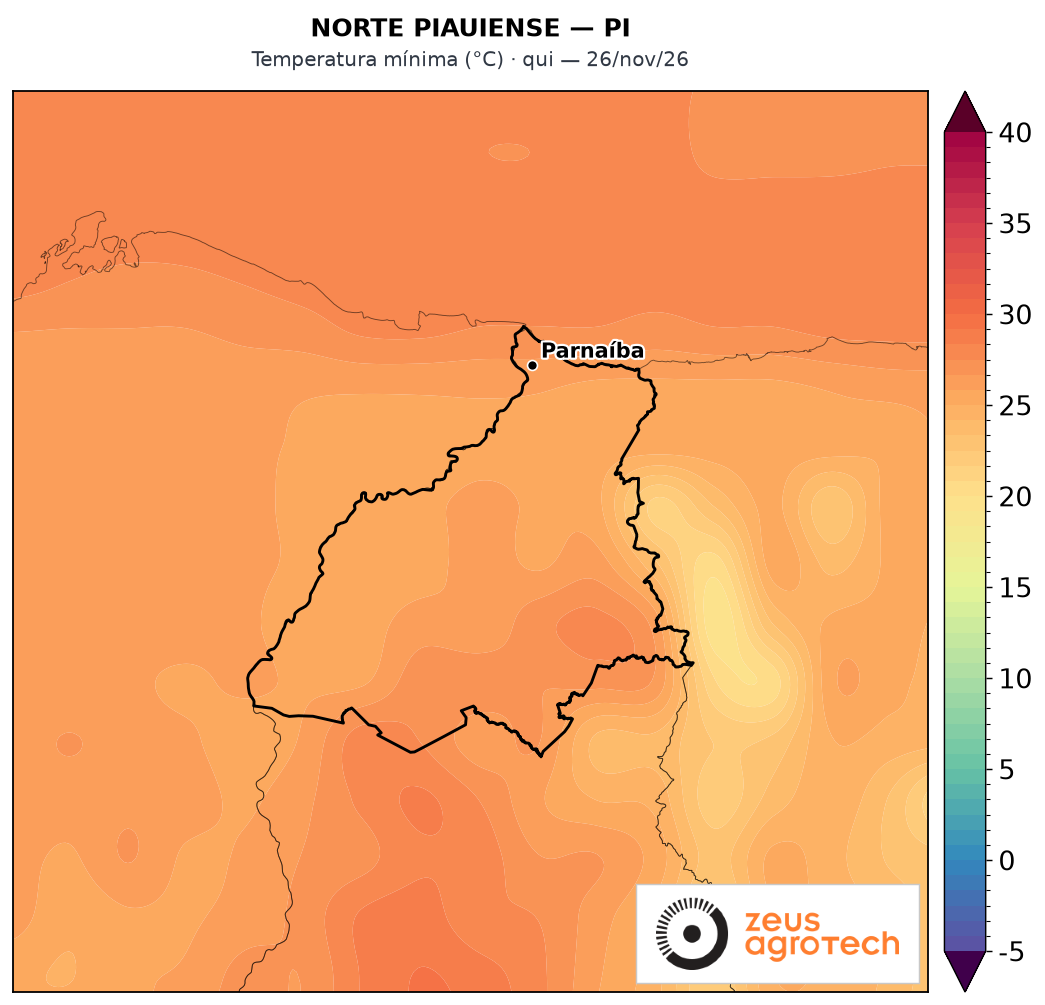 NORTE PIAUIENSE — PI
Temperatura mínima (°C) · qui — 26/nov/26
Parnaíba
40
35
30
25
20
15
10
5
0
-5
zeus
agrotech